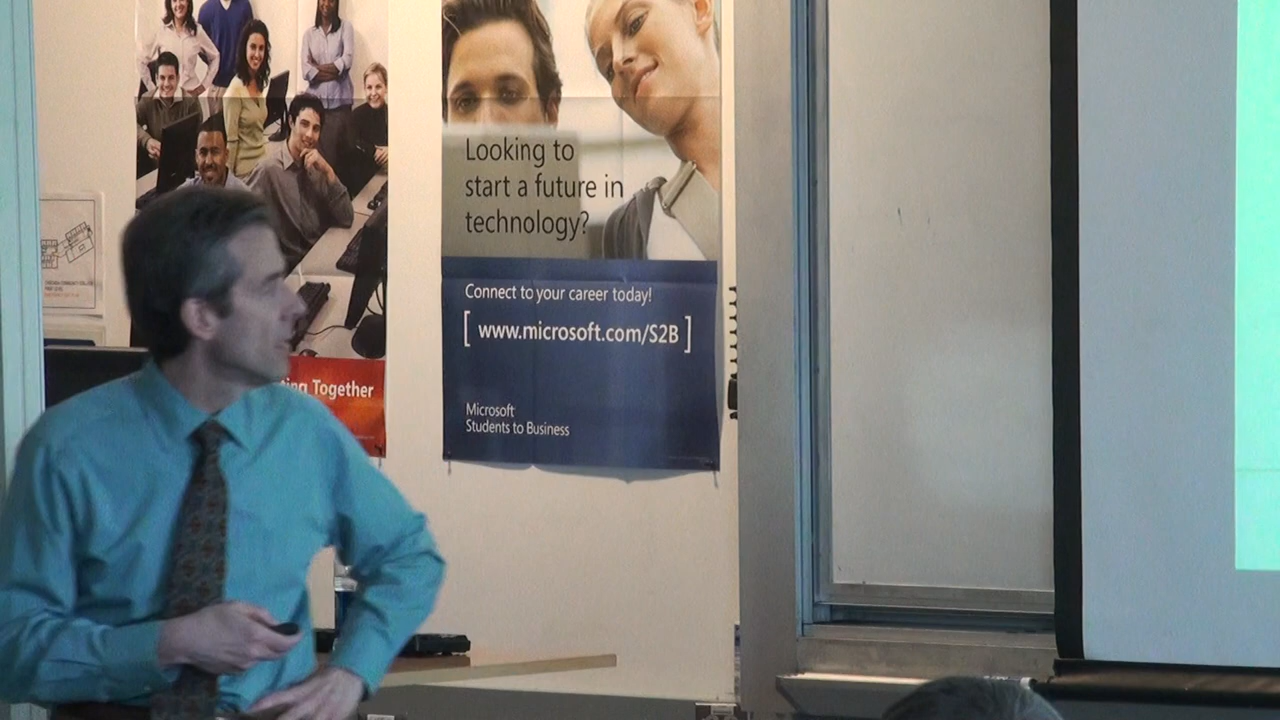 Looking to
start a future in
technology?
Connect to your career today!
[ www.microsoft.com/S2B ]
Microsoft
Students to Business
Together